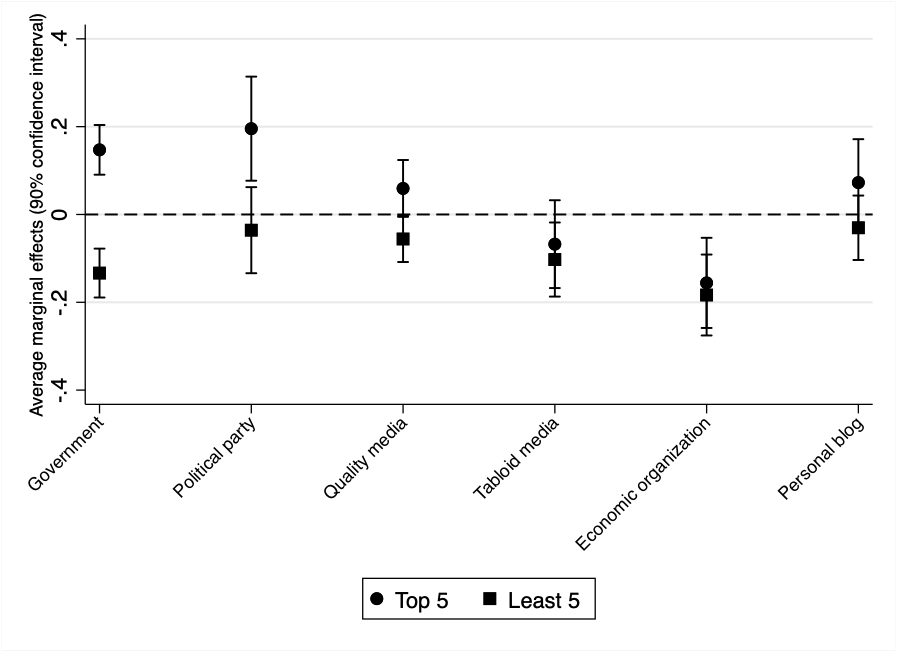 Average marginal effects (90% confidence interval)
.4
.2
0
-.2
-.4
Government
Political party
Quality media
Tabloid media
Economic organization
Personal blog
Top 5
Least 5